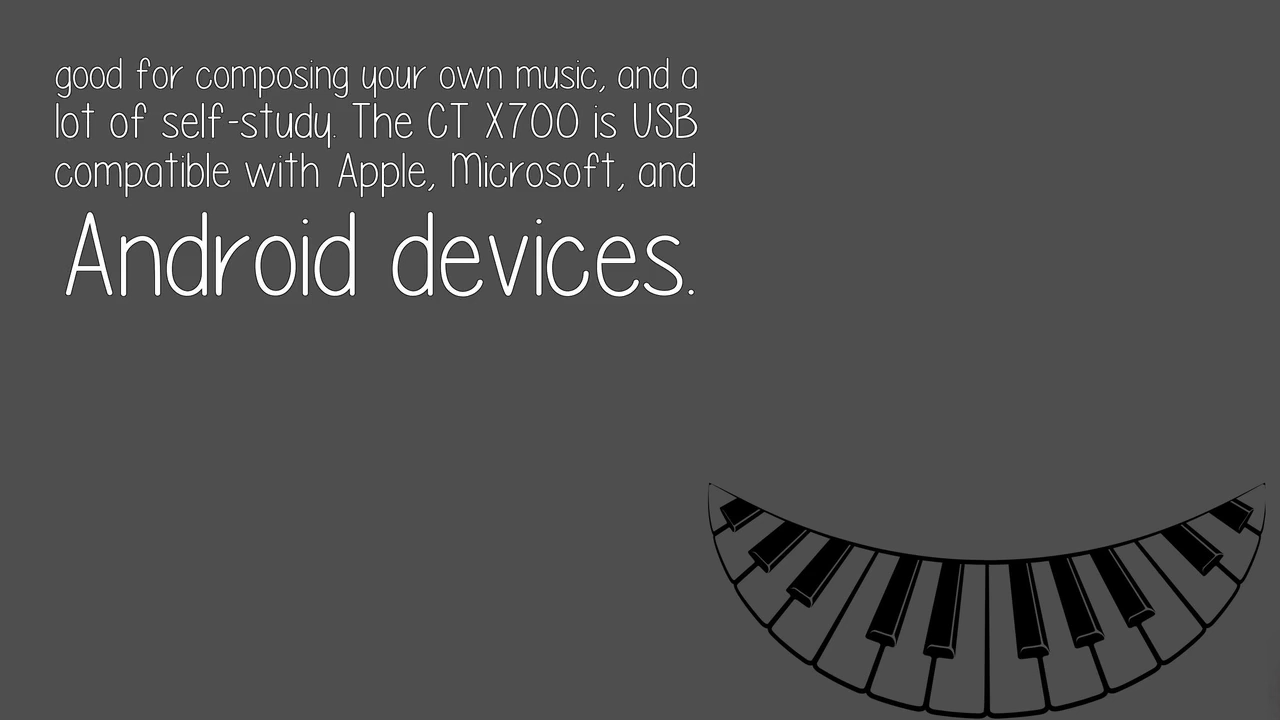 good for composing your own music, and a
lot of self-study. The CT X700 is USB
compatible with Apple, Microsoft, and
Android devices.